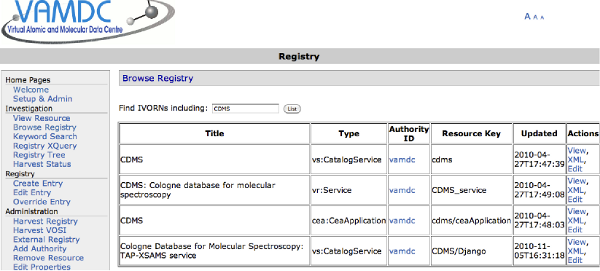 VAMDC
Virtual Atomic and Molecular Data Centre
A A A
Registry
Home Pages
Welcome
Setup & Admin
Investigation
View Resource
Browse Registry
Keyword Search
Registry XQuery
Registry Tree
Harvest Status
Registry
Create Entry
Edit Entry
Override Entry
Administration
Harvest Registry
Harvest VOSI
External Registry
Add Authority
Remove Resource
Edit Properties
Browse Registry
Find IVORNs including: CDMS List
Title Type Authority ID Resource Key Updated Actions
CDMS vs:CatalogService vamdc cdms 2010-04-27T17:47:39 View, XML, Edit
CDMS: Cologne database for molecular spectroscopy vr:Service vamdc CDMS_service 2010-04-27T17:49:08 View, XML, Edit
CDMS cea:CeaApplication vamdc cdms/ceaApplication 2010-04-27T17:48:03 View, XML, Edit
Cologne Database for Molecular Spectroscopy: TAP-XSAMS service vs:CatalogService vamdc CDMS/Django 2010-11-05T16:31:18 View, XML, Edit